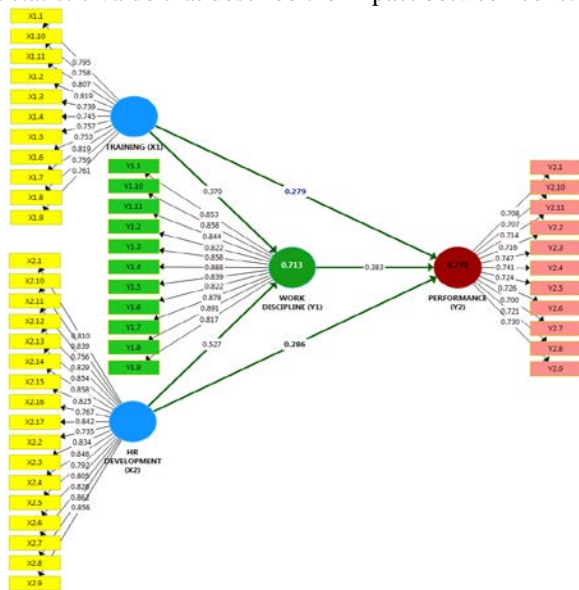 X1.1
X1.10
X1.11
X1.2
X1.3
X1.4
X1.5
X1.6
X1.7
X1.8
X1.9
0.795
0.758
0.807
0.819
0.739
0.745
0.757
0.753
0.819
0.759
0.761
TRAINING (X1)
Y1.1
Y1.10
Y1.11
Y1.2
Y1.3
Y1.4
Y1.5
Y1.6
Y1.7
Y1.8
Y1.9
0.853
0.858
0.844
0.822
0.858
0.888
0.839
0.822
0.878
0.891
0.817
0.370
0.279
0.713
WORK
DISCIPLINE (Y1)
0.383
0.527
0.286
PERFORMANCE
(Y2)
0.708
0.707
0.714
0.716
0.747
0.741
0.724
0.726
0.700
0.721
0.730
Y2.1
Y2.10
Y2.11
Y2.2
Y2.3
Y2.4
Y2.5
Y2.6
Y2.7
Y2.8
Y2.9
X2.1
X2.10
X2.11
X2.12
X2.13
X2.14
X2.15
X2.16
X2.17
X2.2
X2.3
X2.4
X2.5
X2.6
X2.7
X2.8
X2.9
0.810
0.839
0.756
0.829
0.854
0.858
0.825
0.767
0.842
0.735
0.834
0.848
0.792
0.805
0.862
0.856
HR
DEVELOPMENT
(X2)